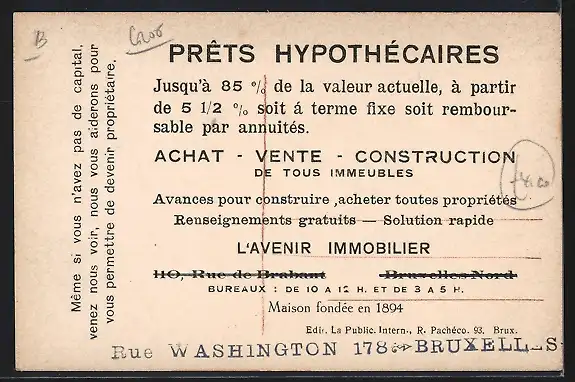 B
PRÊTS HYPOTHÉCAIRES
Jusqu'à 85 % de la valeur actuelle, à partir
de 5 1/2 % soit á terme fixe soit rembour-
sable par annuités.
ACHAT - VENTE - CONSTRUCTION
DE TOUS IMMEUBLES
Avances pour construire ,acheter toutes propriétés
Renseignements gratuits — Solution rapide
L'AVENIR IMMOBILIER
110, Rue de Brabant Bruxelles-Nord
BUREAUX : DE 10 A 12 H. ET DE 3 A 5 H.
Maison fondée en 1894
Edit. La Public. Intern., R. Pachéco. 93. Brux.
Rue WASHINGTON 178 BRUXELLES
Même si vous n'avez pas de capital,
venez nous voir, nous vous aiderons pour
vous permettre de devenir propriétaire.